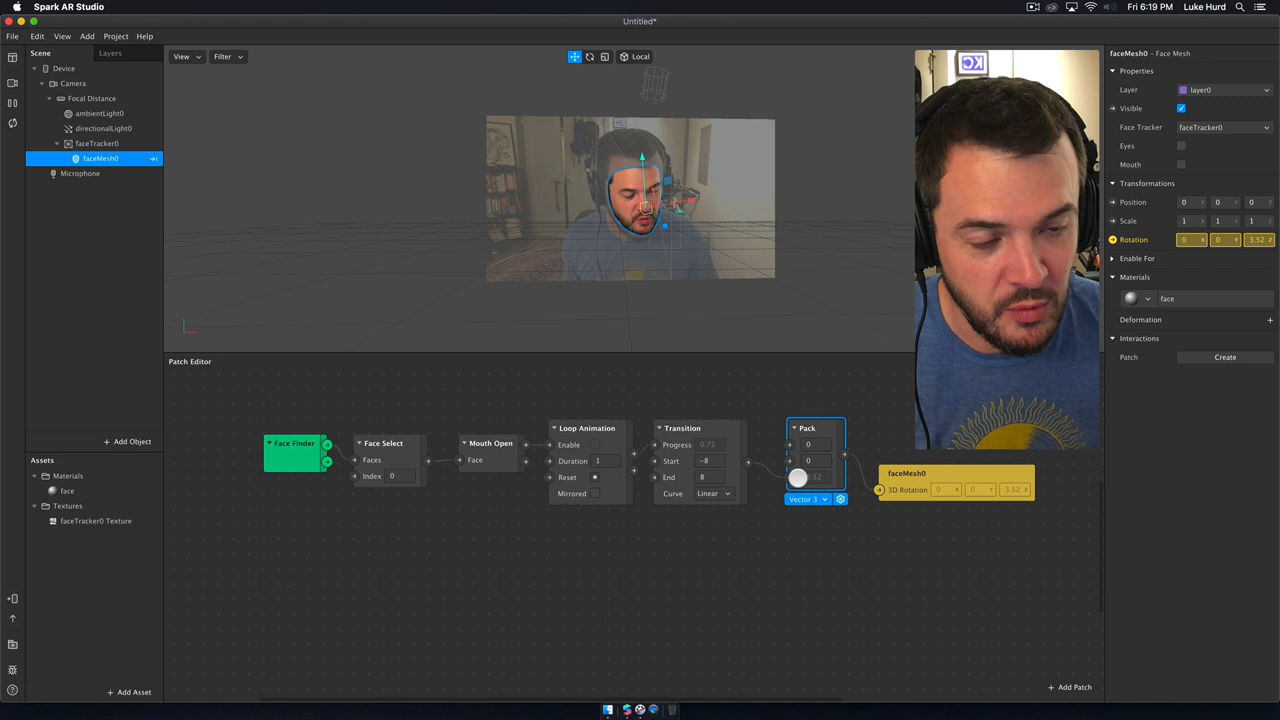 Spark AR Studio
Fri 6:19 PM
Luke Hurd
Untitled*
File
Edit
View
Add
Project
Help
Scene
Layers
Device
Camera
Focal Distance
ambientLight0
directionalLight0
faceTracker0
faceMesh0
Microphone
+ Add Object
Assets
Materials
face
Textures
faceTracker0 Texture
+ Add Asset
View
Filter
Local
KC
Patch Editor
Face Finder
Face Select
Faces
Index 0
Mouth Open
Face
Loop Animation
Enable
Duration 1
Reset
Mirrored
Transition
Progress 0.72
Start -8
End 8
Curve Linear
Pack
0
0
3.52
Vector 3
faceMesh0
3D Rotation 0 X 0 Y 3.52 Z
+ Add Patch
faceMesh0 – Face Mesh
Properties
Layer layer0
Visible
Face Tracker faceTracker0
Eyes
Mouth
Transformations
Position 0 X 0 Y 0 Z
Scale 1 X 1 Y 1 Z
Rotation 0 X 0 Y 3.52 Z
Enable For
Materials
face
Deformation +
Interactions
Patch Create